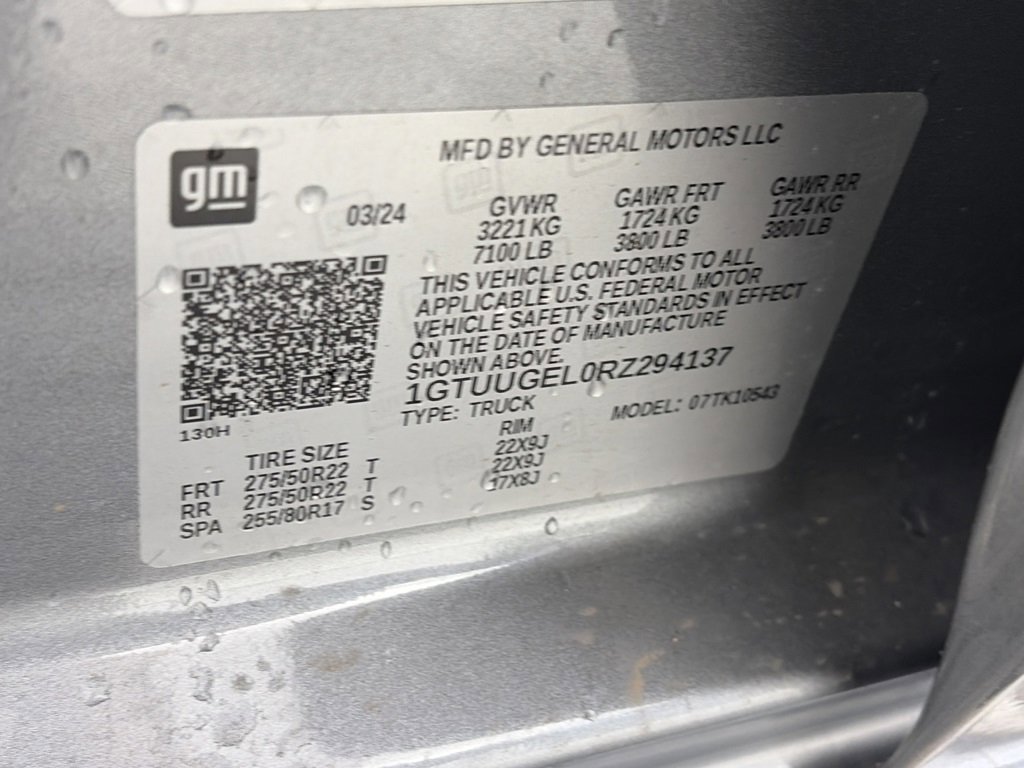 gm
MFD BY GENERAL MOTORS LLC
03/24
GVWR GAWR FRT GAWR RR
3221 KG 1724 KG 1724 KG
7100 LB 3800 LB 3800 LB
THIS VEHICLE CONFORMS TO ALL
APPLICABLE U.S. FEDERAL MOTOR
VEHICLE SAFETY STANDARDS IN EFFECT
ON THE DATE OF MANUFACTURE
SHOWN ABOVE.
1GTUUGEL0RZ294137
TYPE: TRUCK MODEL: 07TK10543
130H
TIRE SIZE RIM
FRT 275/50R22 T 22X9J
RR 275/50R22 T 22X9J
SPA 255/80R17 S 17X8J